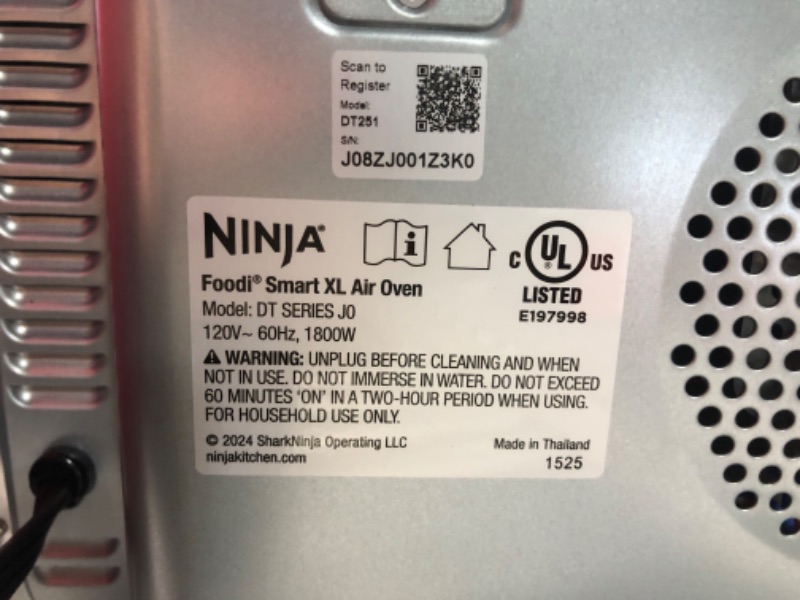 Scan to
Register
Model:
DT251
S/N:
J08ZJ001Z3K0
NINJA®
C UL® US
LISTED
E197998
Foodi® Smart XL Air Oven
Model: DT SERIES J0
120V~ 60Hz, 1800W
⚠ WARNING: UNPLUG BEFORE CLEANING AND WHEN
NOT IN USE. DO NOT IMMERSE IN WATER. DO NOT EXCEED
60 MINUTES 'ON' IN A TWO-HOUR PERIOD WHEN USING.
FOR HOUSEHOLD USE ONLY.
© 2024 SharkNinja Operating LLC
ninjakitchen.com
Made in Thailand
1525